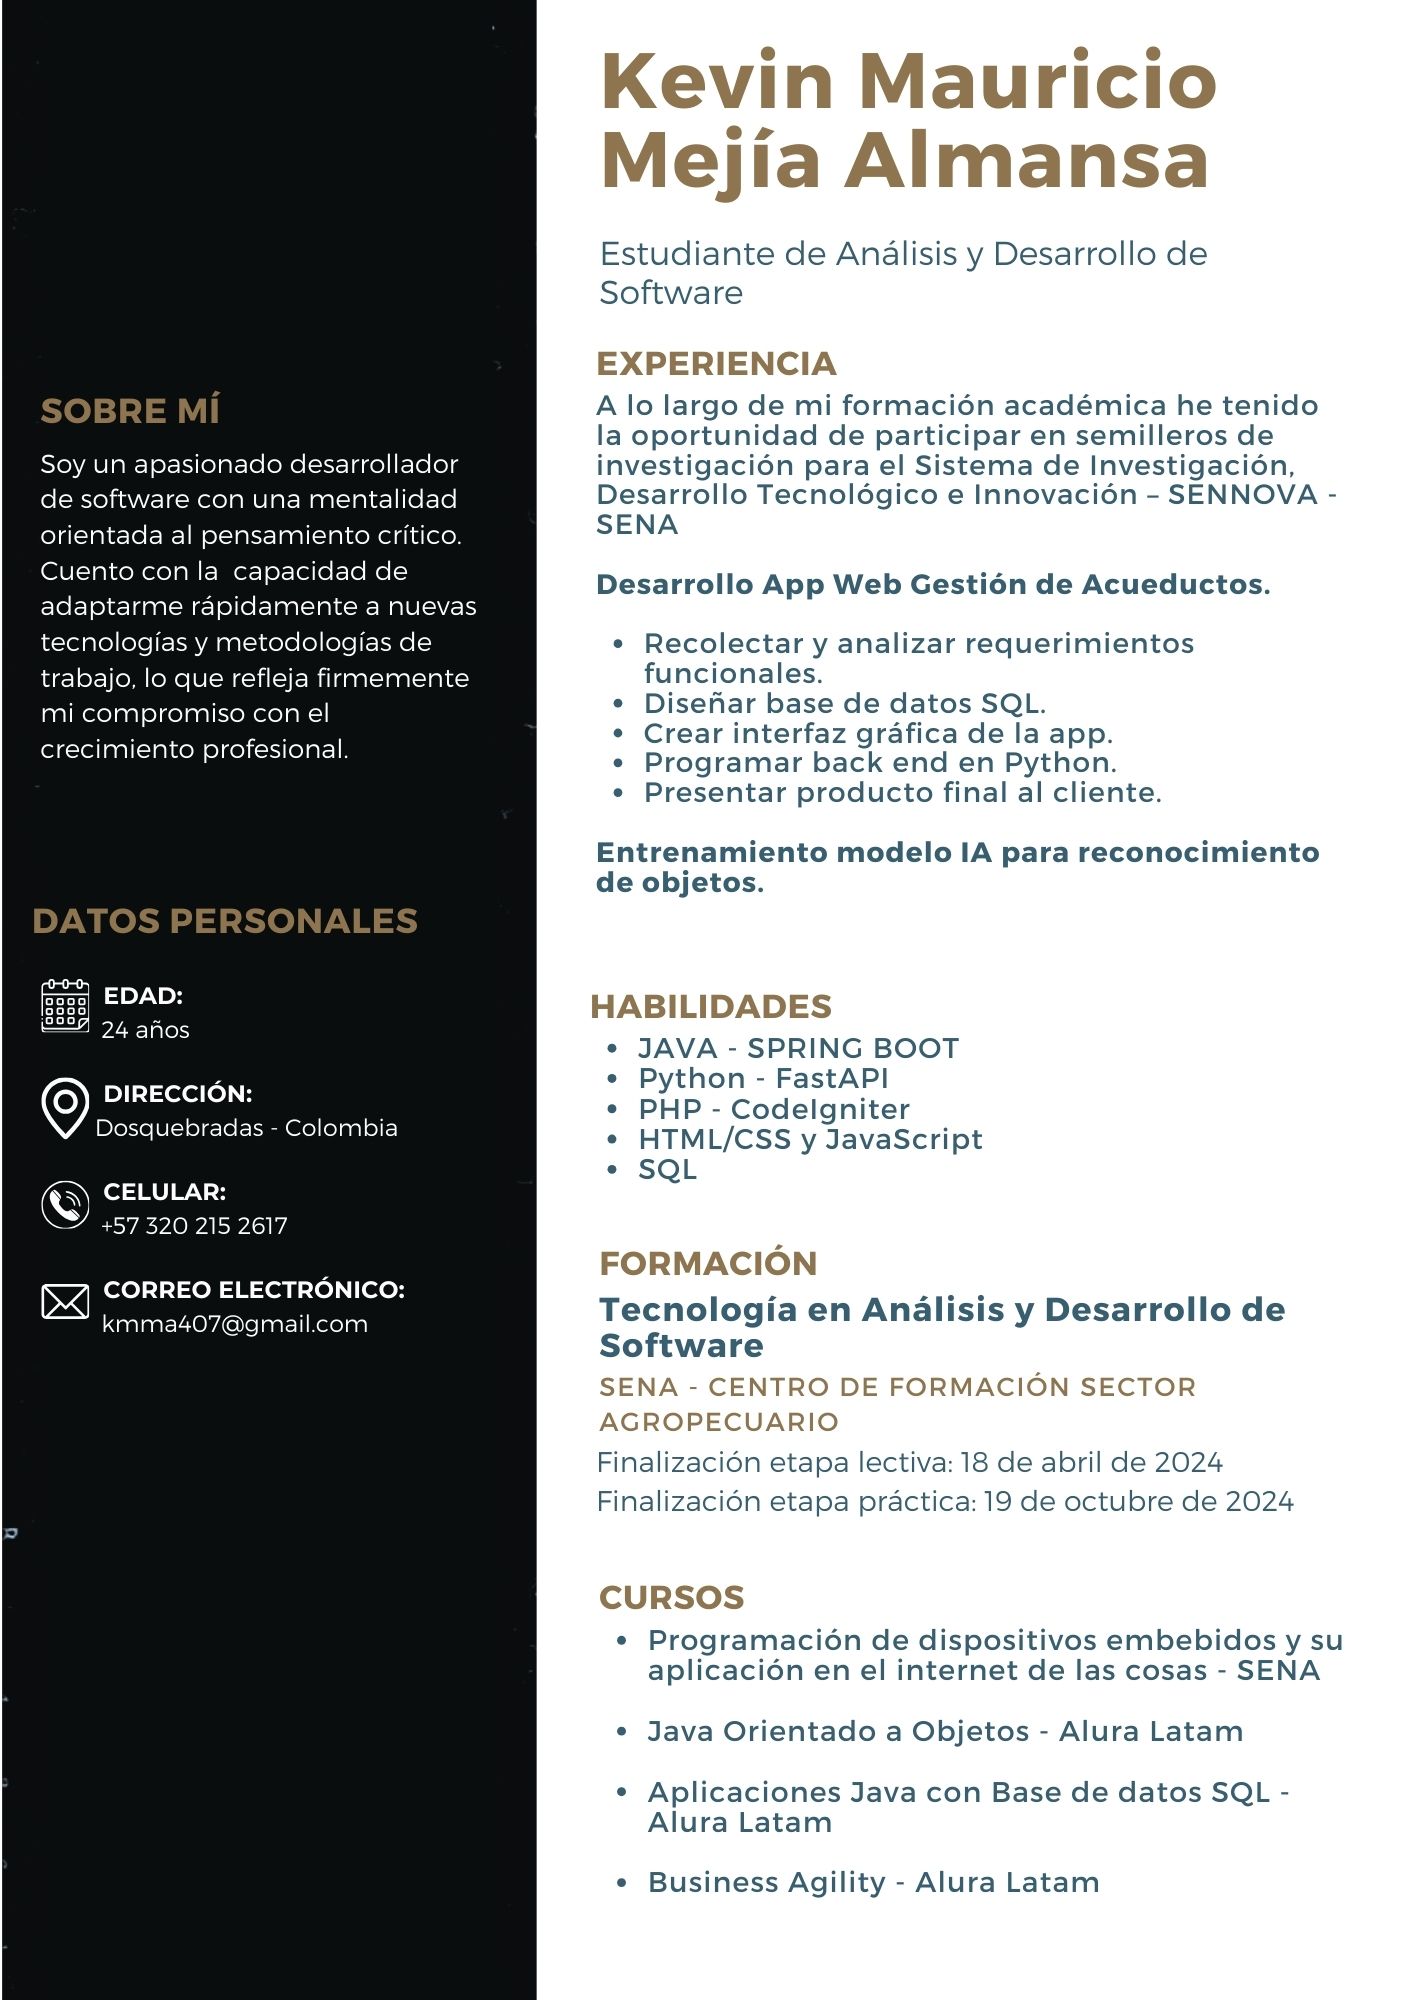 Kevin Mauricio
Mejía Almansa
Estudiante de Análisis y Desarrollo de
Software
SOBRE MÍ
Soy un apasionado desarrollador
de software con una mentalidad
orientada al pensamiento crítico.
Cuento con la  capacidad de
adaptarme rápidamente a nuevas
tecnologías y metodologías de
trabajo, lo que refleja firmemente
mi compromiso con el
crecimiento profesional.
DATOS PERSONALES
EDAD:
24 años
DIRECCIÓN:
Dosquebradas - Colombia
CELULAR:
+57 320 215 2617
CORREO ELECTRÓNICO:
kmma407@gmail.com
EXPERIENCIA
A lo largo de mi formación académica he tenido
la oportunidad de participar en semilleros de
investigación para el Sistema de Investigación,
Desarrollo Tecnológico e Innovación – SENNOVA -
SENA
Desarrollo App Web Gestión de Acueductos.
• Recolectar y analizar requerimientos
funcionales.
• Diseñar base de datos SQL.
• Crear interfaz gráfica de la app.
• Programar back end en Python.
• Presentar producto final al cliente.
Entrenamiento modelo IA para reconocimiento
de objetos.
HABILIDADES
• JAVA - SPRING BOOT
• Python - FastAPI
• PHP - CodeIgniter
• HTML/CSS y JavaScript
• SQL
FORMACIÓN
Tecnología en Análisis y Desarrollo de
Software
SENA - CENTRO DE FORMACIÓN SECTOR
AGROPECUARIO
Finalización etapa lectiva: 18 de abril de 2024
Finalización etapa práctica: 19 de octubre de 2024
CURSOS
• Programación de dispositivos embebidos y su
aplicación en el internet de las cosas - SENA
• Java Orientado a Objetos - Alura Latam
• Aplicaciones Java con Base de datos SQL -
Alura Latam
• Business Agility - Alura Latam